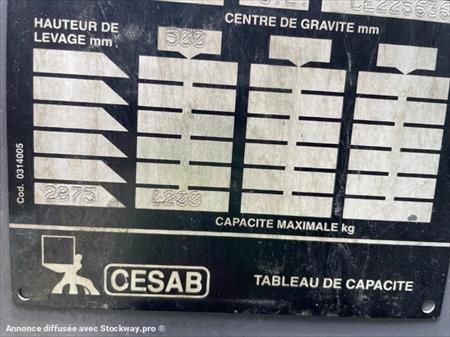 CE225636
HAUTEUR DE
LEVAGE mm
CENTRE DE GRAVITE mm
500
2875
1200
CAPACITE MAXIMALE kg
Cod. 0314005
CESAB
TABLEAU DE CAPACITE
Annonce diffusée avec Stockway.pro ®